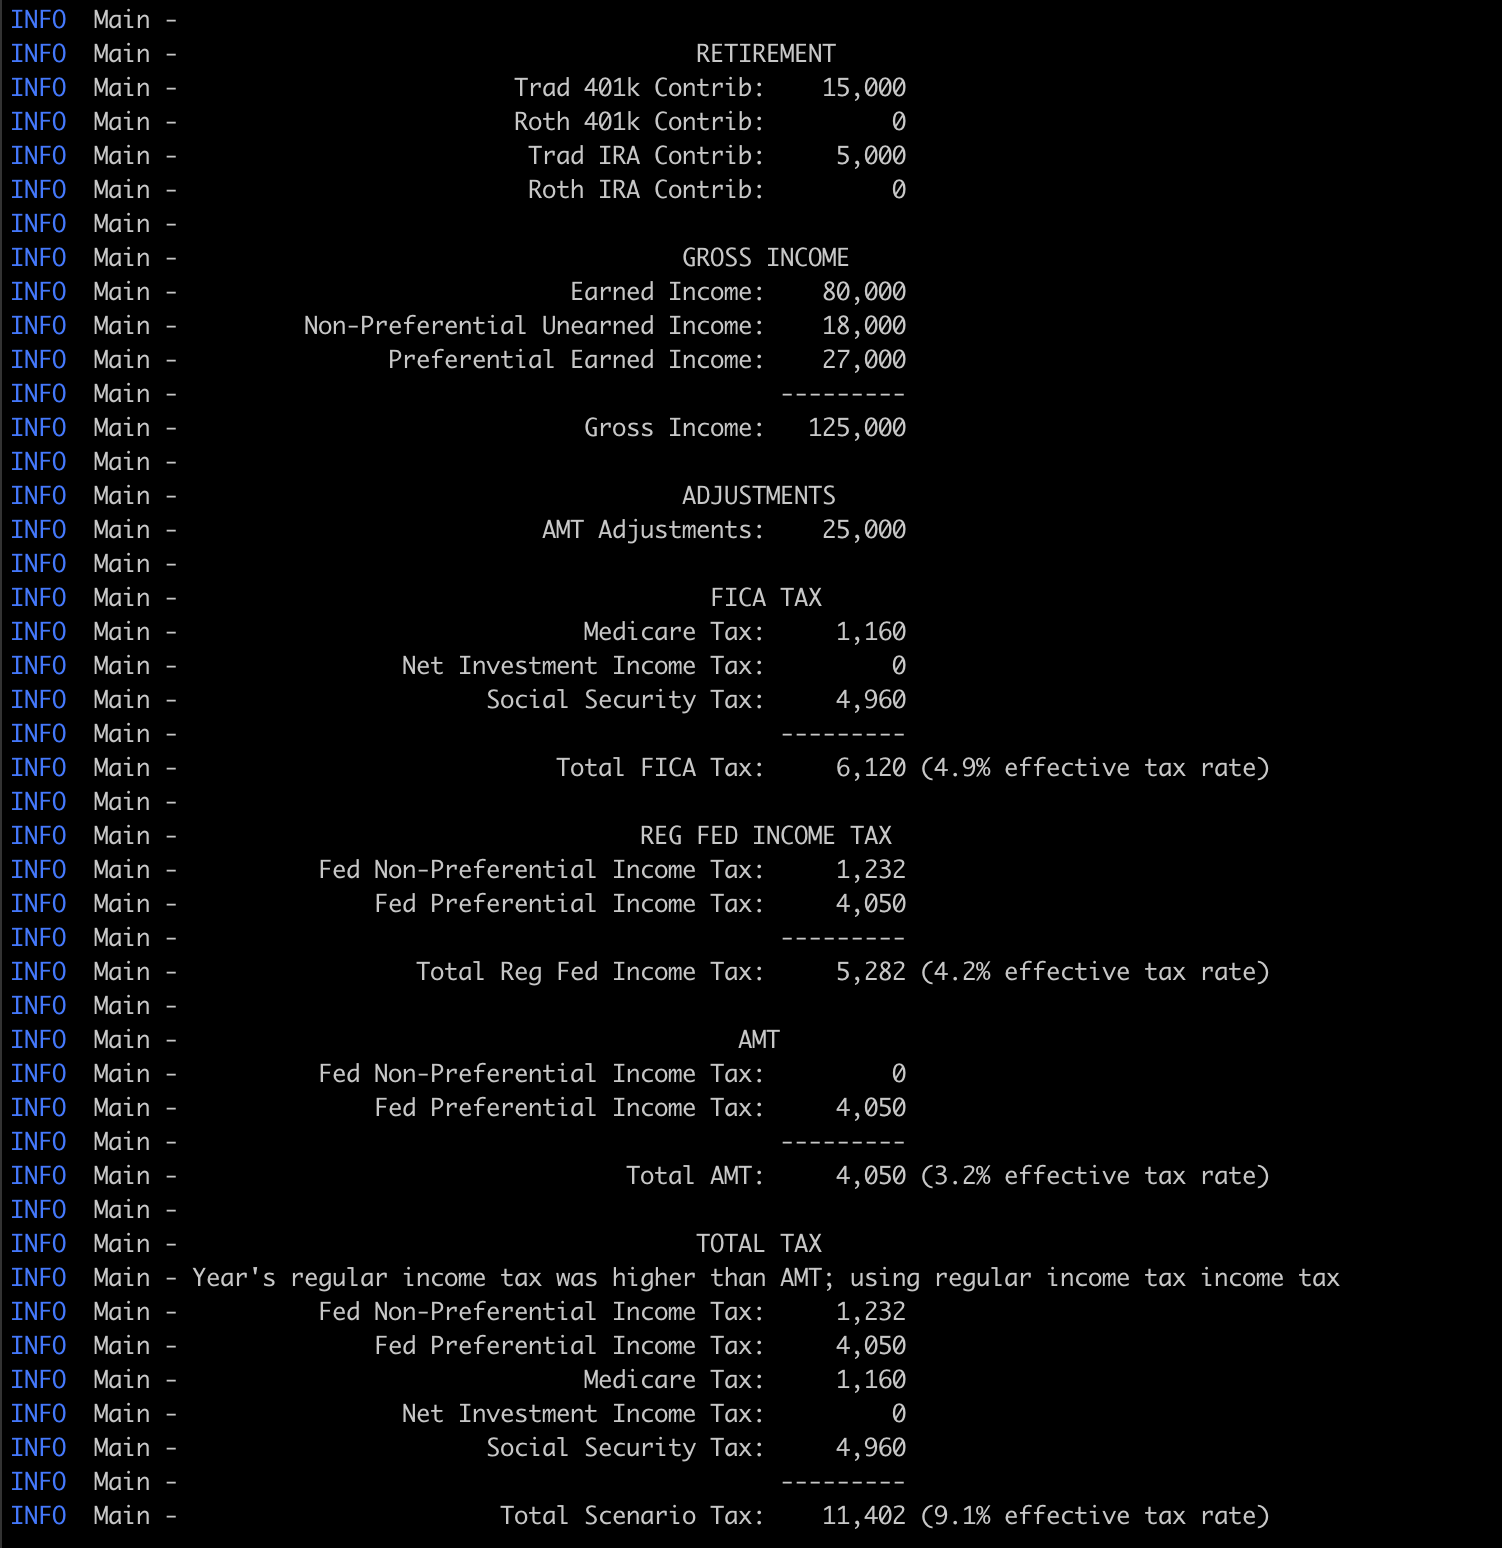 INFO  Main -
INFO  Main -                                     RETIREMENT
INFO  Main -                        Trad 401k Contrib:    15,000
INFO  Main -                        Roth 401k Contrib:         0
INFO  Main -                         Trad IRA Contrib:     5,000
INFO  Main -                         Roth IRA Contrib:         0
INFO  Main -
INFO  Main -                                    GROSS INCOME
INFO  Main -                            Earned Income:    80,000
INFO  Main -         Non-Preferential Unearned Income:    18,000
INFO  Main -               Preferential Earned Income:    27,000
INFO  Main -                                           ---------
INFO  Main -                             Gross Income:   125,000
INFO  Main -
INFO  Main -                                    ADJUSTMENTS
INFO  Main -                          AMT Adjustments:    25,000
INFO  Main -
INFO  Main -                                      FICA TAX
INFO  Main -                             Medicare Tax:     1,160
INFO  Main -                Net Investment Income Tax:         0
INFO  Main -                      Social Security Tax:     4,960
INFO  Main -                                           ---------
INFO  Main -                           Total FICA Tax:     6,120 (4.9% effective tax rate)
INFO  Main -
INFO  Main -                                 REG FED INCOME TAX
INFO  Main -          Fed Non-Preferential Income Tax:     1,232
INFO  Main -              Fed Preferential Income Tax:     4,050
INFO  Main -                                           ---------
INFO  Main -                 Total Reg Fed Income Tax:     5,282 (4.2% effective tax rate)
INFO  Main -
INFO  Main -                                        AMT
INFO  Main -          Fed Non-Preferential Income Tax:         0
INFO  Main -              Fed Preferential Income Tax:     4,050
INFO  Main -                                           ---------
INFO  Main -                                Total AMT:     4,050 (3.2% effective tax rate)
INFO  Main -
INFO  Main -                                     TOTAL TAX
INFO  Main - Year's regular income tax was higher than AMT; using regular income tax income tax
INFO  Main -          Fed Non-Preferential Income Tax:     1,232
INFO  Main -              Fed Preferential Income Tax:     4,050
INFO  Main -                             Medicare Tax:     1,160
INFO  Main -                Net Investment Income Tax:         0
INFO  Main -                      Social Security Tax:     4,960
INFO  Main -                                           ---------
INFO  Main -                       Total Scenario Tax:    11,402 (9.1% effective tax rate)